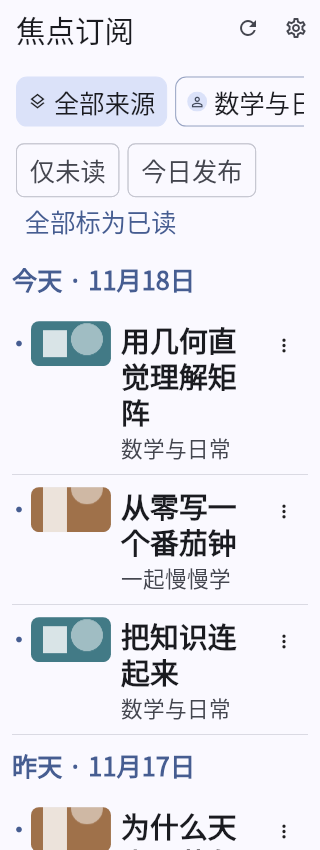 焦点订阅
全部来源
数学与日
仅未读
今日发布
全部标为已读
今天 · 11月18日
用几何直
觉理解矩
阵
数学与日常
从零写一
个番茄钟
一起慢慢学
把知识连
起来
数学与日常
昨天 · 11月17日
为什么天